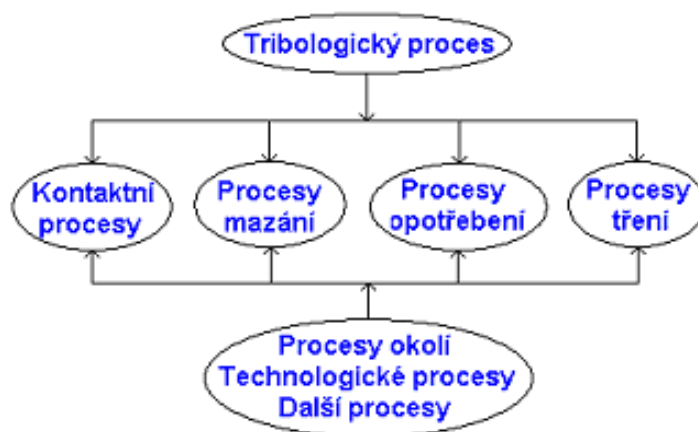 Tribologický proces
Kontaktní
procesy
Procesy
mazání
Procesy
opotřebení
Procesy
tření
Procesy okolí
Technologické procesy
Další procesy